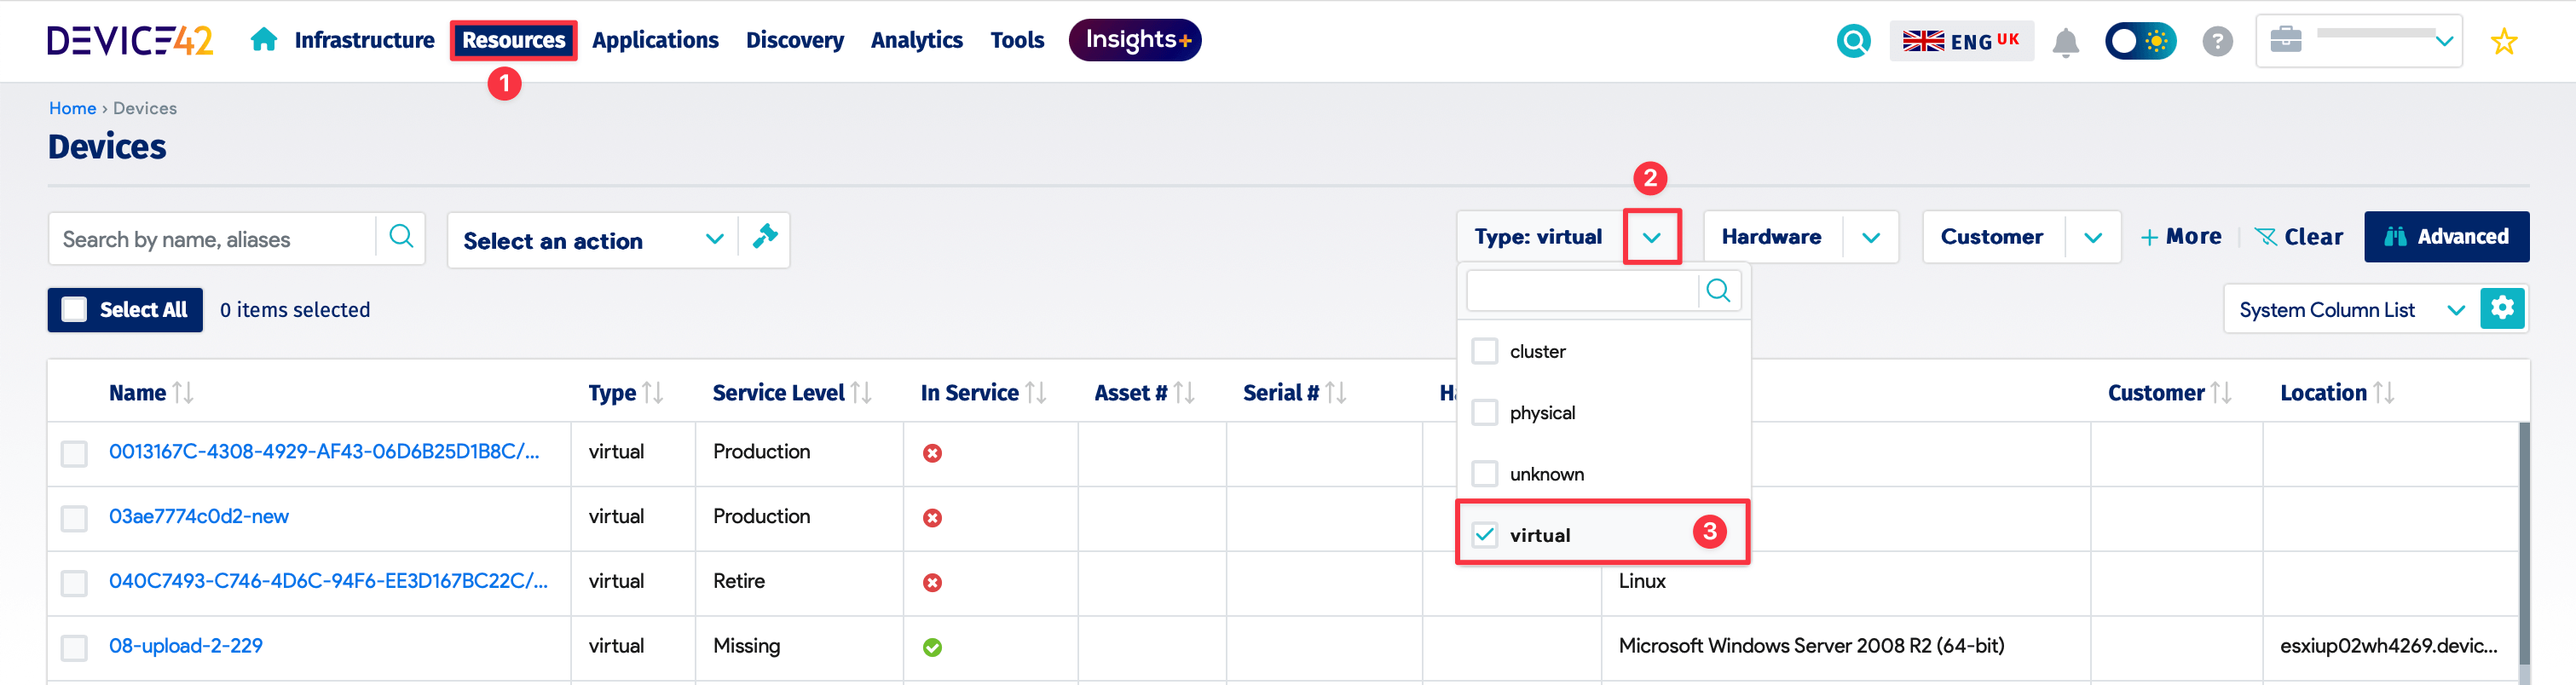 DEVICE42 Infrastructure Resources Applications Discovery Analytics Tools Insights+ ENG UK ?
1
Home › Devices
Devices
2
Search by name, aliases Select an action Type: virtual Hardware Customer + More Clear Advanced
Select All 0 items selected System Column List
cluster
physical
unknown
virtual 3
Name Type Service Level In Service Asset # Serial # Ha Customer Location
0013167C-4308-4929-AF43-06D6B25D1B8C/... virtual Production
03ae7774c0d2-new virtual Production
040C7493-C746-4D6C-94F6-EE3D167BC22C/... virtual Retire Linux
08-upload-2-229 virtual Missing Microsoft Windows Server 2008 R2 (64-bit) esxiup02wh4269.devic...